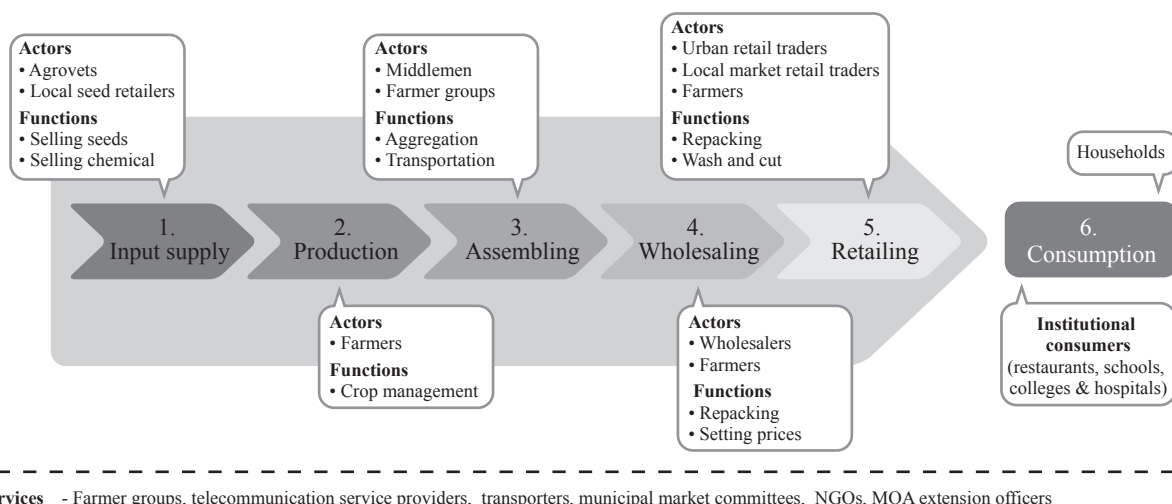 Actors
• Agrovets
• Local seed retailers
Functions
• Selling seeds
• Selling chemical
Actors
• Middlemen
• Farmer groups
Functions
• Aggregation
• Transportation
Actors
• Urban retail traders
• Local market retail traders
• Farmers
Functions
• Repacking
• Wash and cut
Households
1.
Input supply
2.
Production
3.
Assembling
4.
Wholesaling
5.
Retailing
6.
Consumption
Actors
• Farmers
Functions
• Crop management
Actors
• Wholesalers
• Farmers
Functions
• Repacking
• Setting prices
Institutional
consumers
(restaurants, schools,
colleges & hospitals)
- Farmer groups, telecommunication service providers, transporters, municipal market committees, NGOs, MOA extension officers